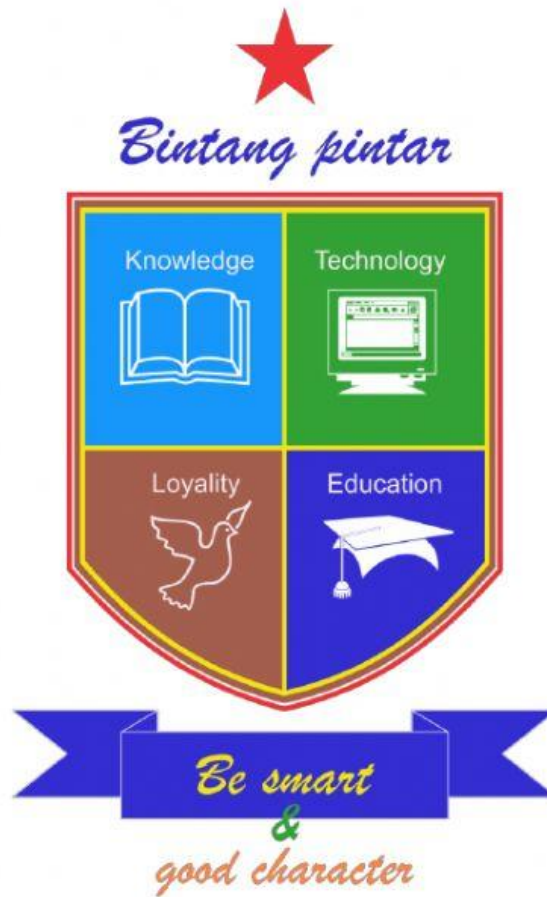 Bintang pintar
Knowledge
Technology
Loyality
Education
Be smart
&
good character